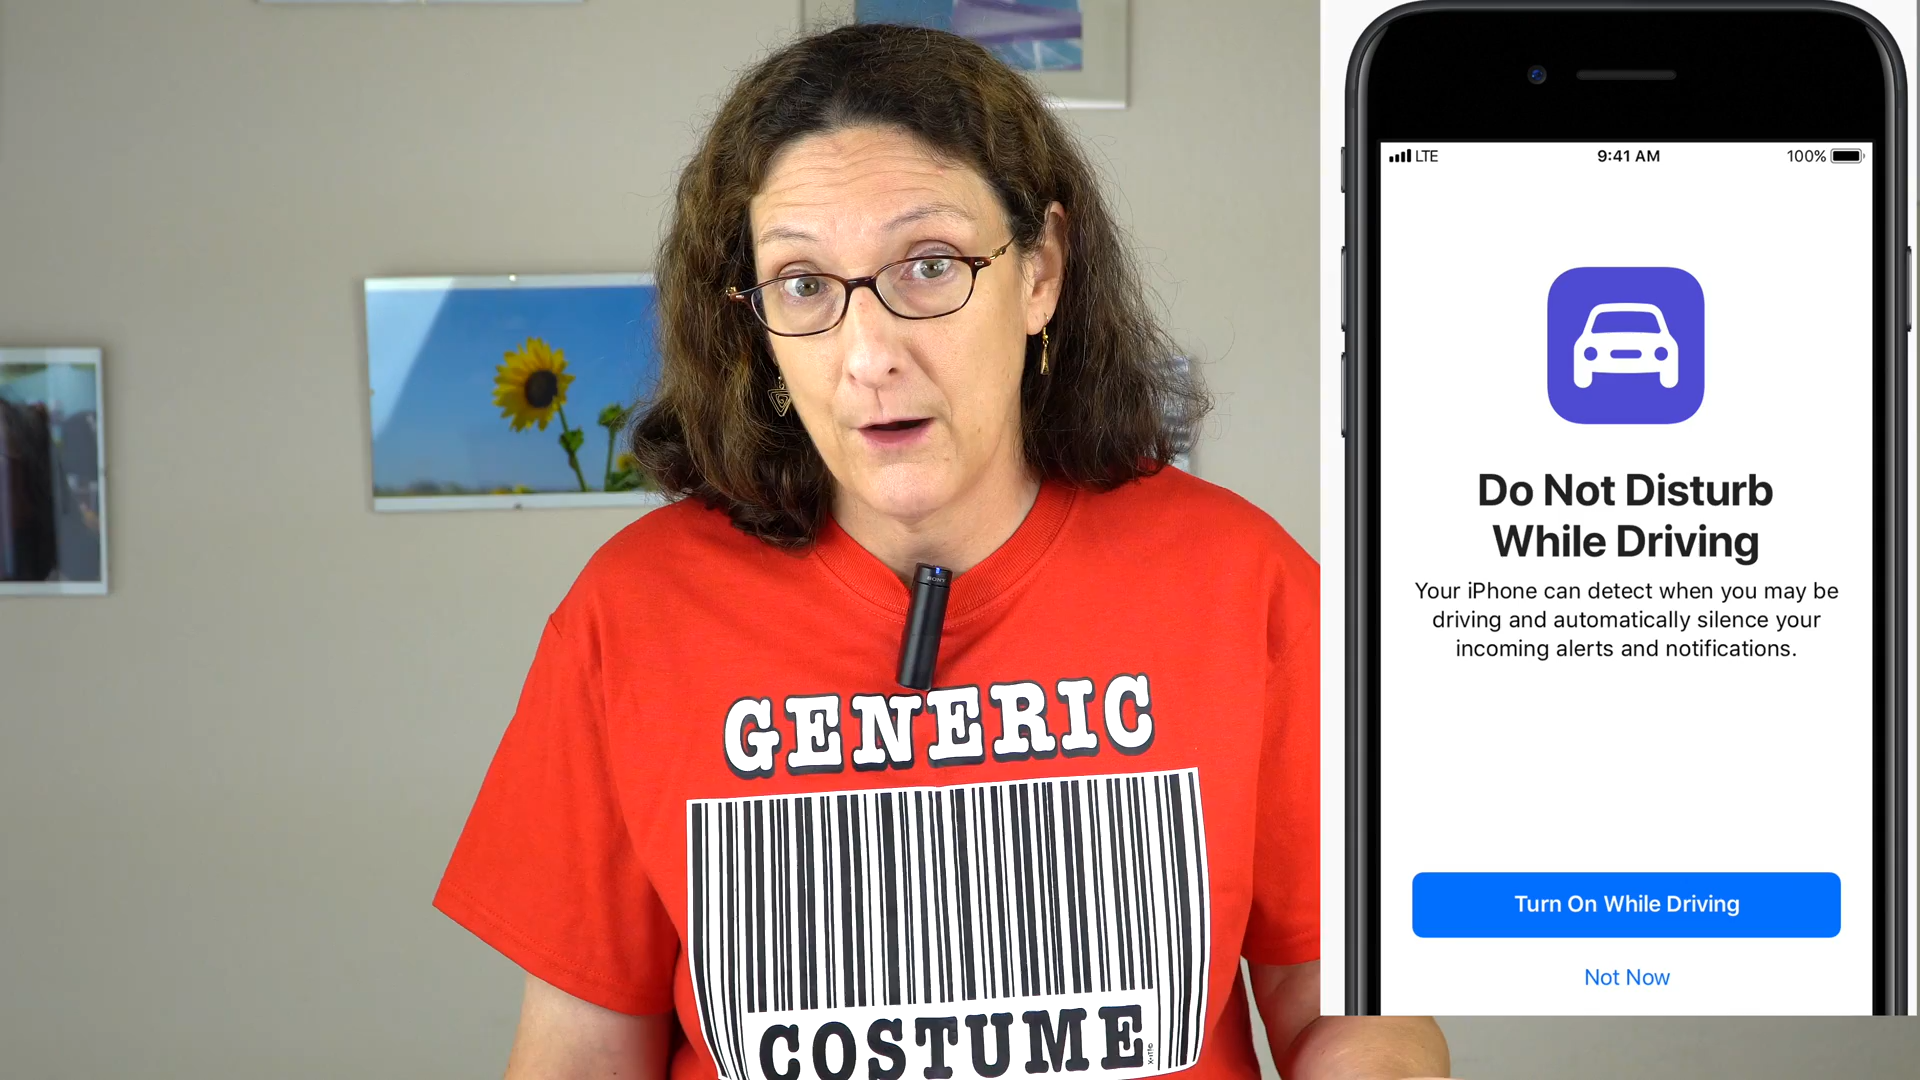 SONY
GENERIC
COSTUME
LTE
9:41 AM
100%
Do Not Disturb
While Driving
Your iPhone can detect when you may be
driving and automatically silence your
incoming alerts and notifications.
Turn On While Driving
Not Now